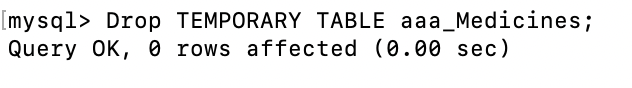 [mysql> Drop TEMPORARY TABLE aaa_Medicines;
Query OK, 0 rows affected (0.00 sec)